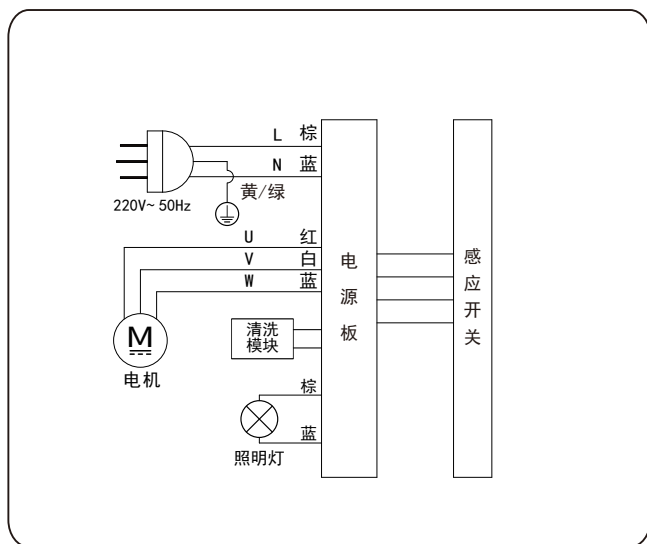 L 棕
N 蓝
黄/绿
220V~ 50Hz
U 红
V 白
W 蓝
M
电机
清洗
模块
棕
蓝
照明灯
电源板
感应开关